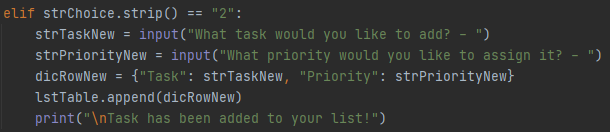 elif strChoice.strip() == "2":
    strTaskNew = input("What task would you like to add? – ")
    strPriorityNew = input("What priority would you like to assign it? – ")
    dicRowNew = {"Task": strTaskNew, "Priority": strPriorityNew}
    lstTable.append(dicRowNew)
    print("\nTask has been added to your list!")